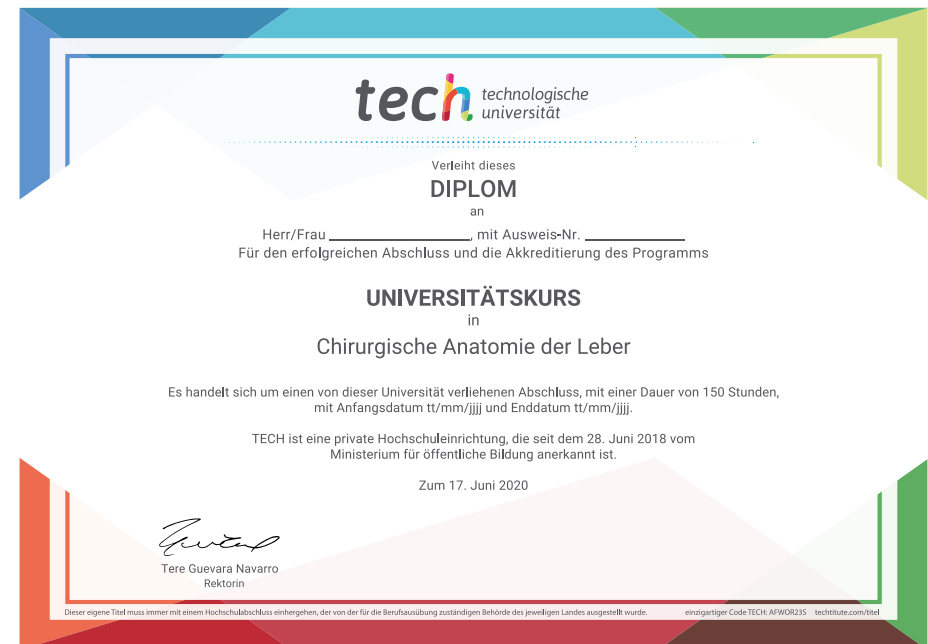 tech technologische
universität
Verleiht dieses
DIPLOM
an
Herr/Frau ____________________, mit Ausweis-Nr. ______________
Für den erfolgreichen Abschluss und die Akkreditierung des Programms
UNIVERSITÄTSKURS
in
Chirurgische Anatomie der Leber
Es handelt sich um einen von dieser Universität verliehenen Abschluss, mit einer Dauer von 150 Stunden,
mit Anfangsdatum tt/mm/jjjj und Enddatum tt/mm/jjjj.
TECH ist eine private Hochschuleinrichtung, die seit dem 28. Juni 2018 vom
Ministerium für öffentliche Bildung anerkannt ist.
Zum 17. Juni 2020
Tere Guevara Navarro
Rektorin
Dieser eigene Titel muss immer mit einem Hochschulabschluss einhergehen, der von der für die Berufsausübung zuständigen Behörde des jeweiligen Landes ausgestellt wurde. einzigartiger Code TECH: AFWOR23S techtitute.com/titel